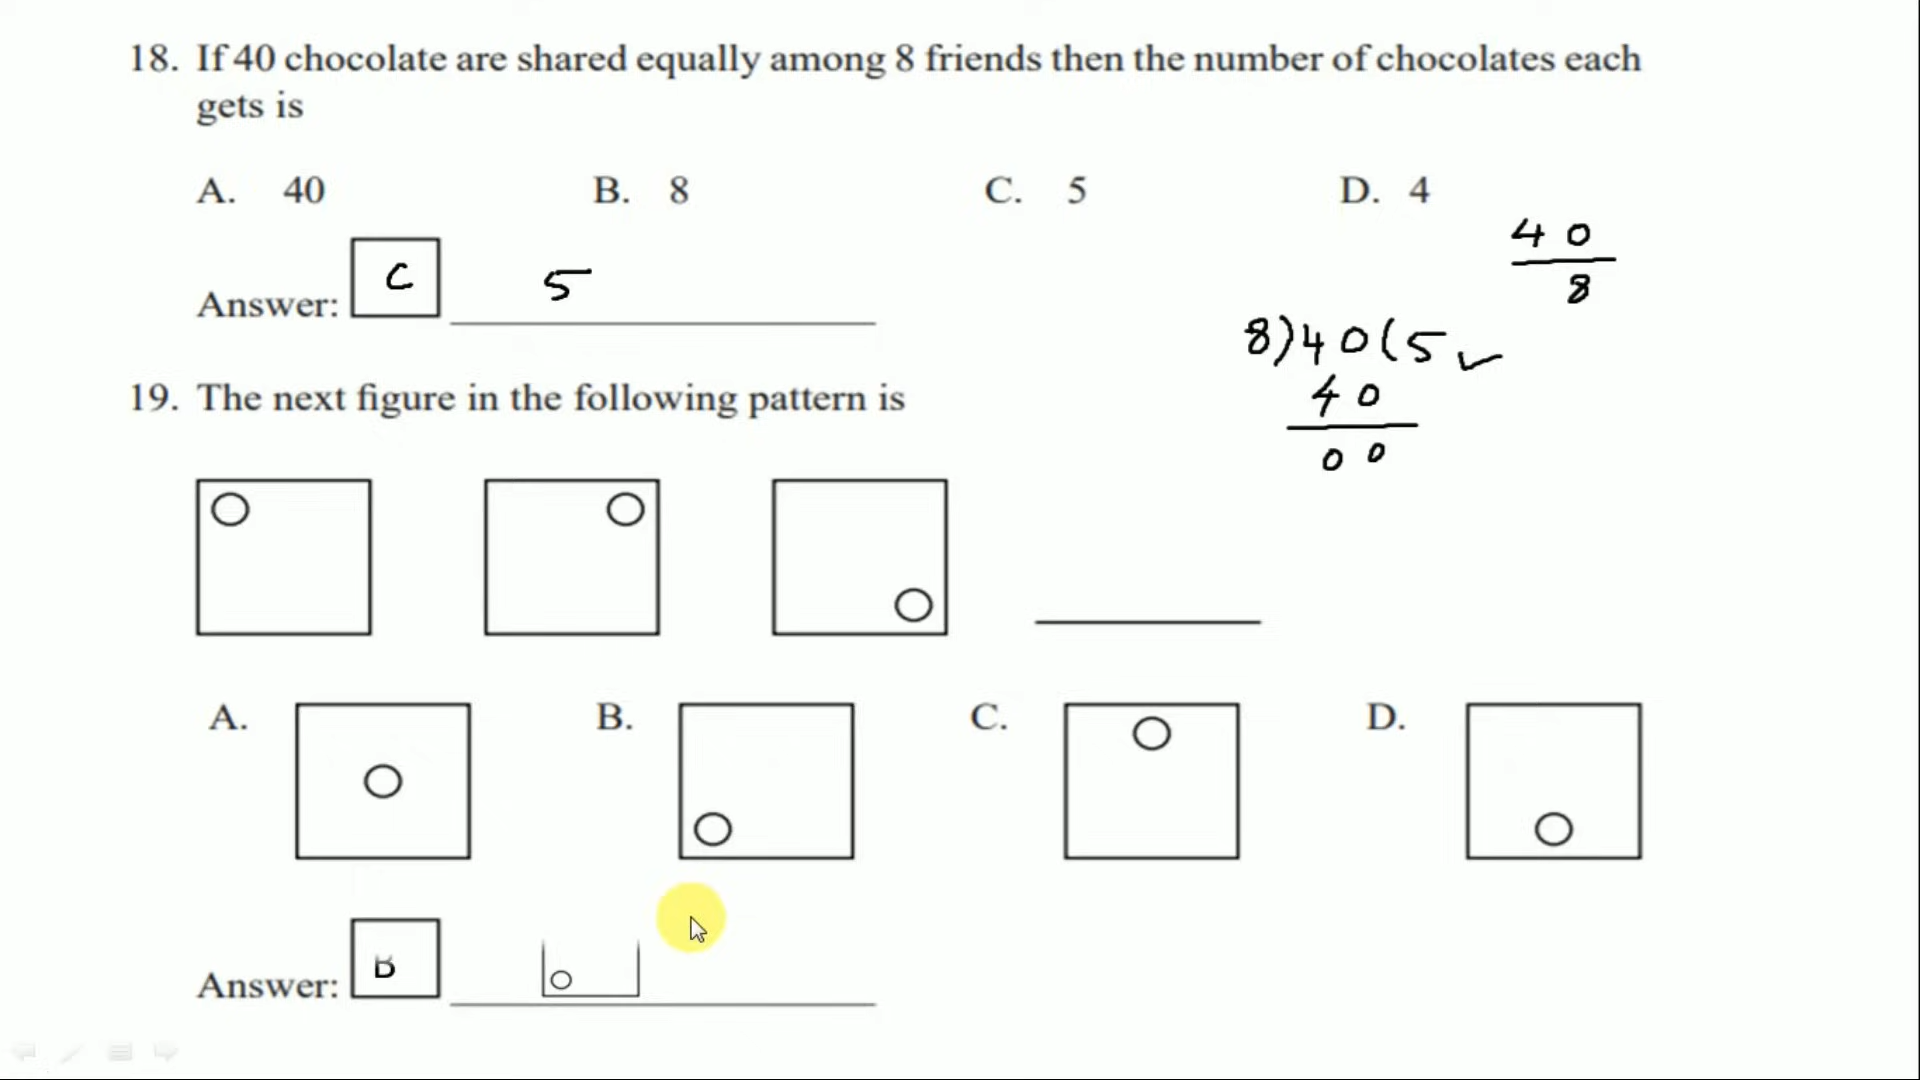 18. If 40 chocolate are shared equally among 8 friends then the number of chocolates each
gets is
A. 40 B. 8 C. 5 D. 4
40
8
Answer: C 5
8)40(5
40
00
19. The next figure in the following pattern is
A. B. C. D.
Answer: B